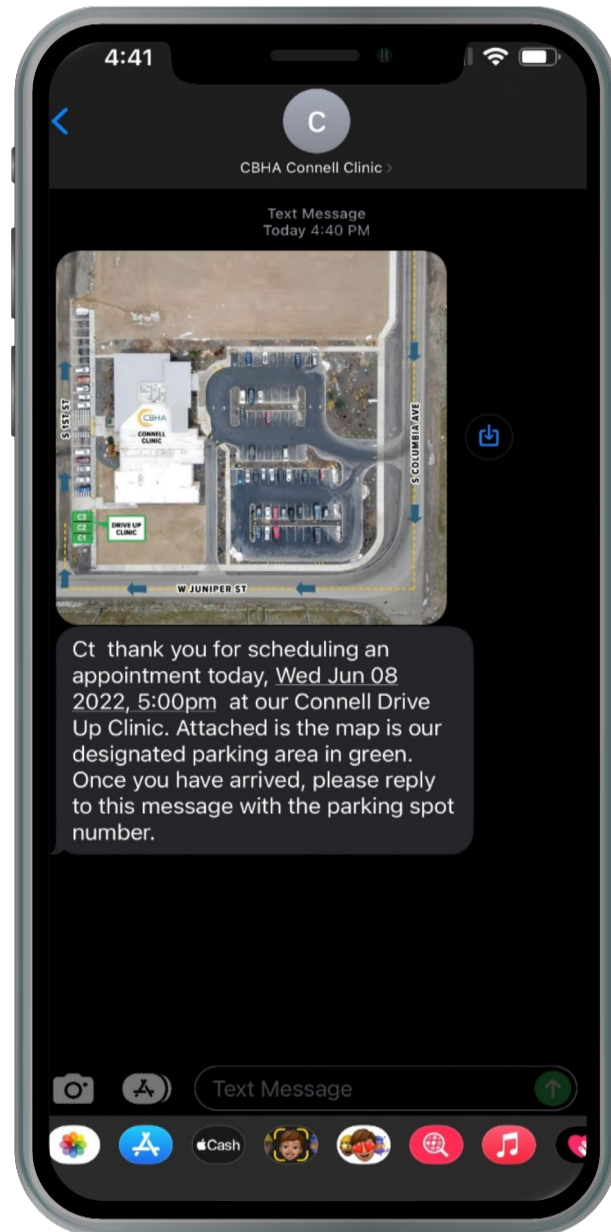 4:41
C
CBHA Connell Clinic
Text Message
Today 4:40 PM
S 1ST ST
CBHA
CONNELL
CLINIC
S COLUMBIA AVE
C3
C2
C1
DRIVE UP
CLINIC
W JUNIPER ST
Ct thank you for scheduling an
appointment today, Wed Jun 08
2022, 5:00pm at our Connell Drive
Up Clinic. Attached is the map is our
designated parking area in green.
Once you have arrived, please reply
to this message with the parking spot
number.
Text Message
Cash